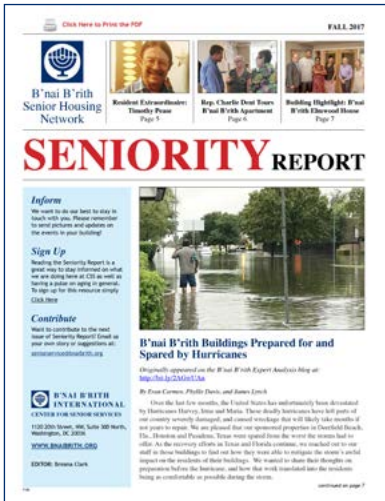 Click Here to Print the PDF
FALL 2017
B'nai B'rith
Senior Housing
Network
Resident Extraordinaire:
Timothy Pease
Page 5
Rep. Charlie Dent Tours
B'nai B'rith Apartment
Page 6
Building Hightlight: B'nai
B'rith Elmwood House
Page 7
SENIORITY REPORT
Inform
We want to do our best to stay in
touch with you. Please remember
to send pictures and updates on
the events in your building!
Sign Up
Reading the Seniority Report is a
great way to stay informed on what
we are doing here at CSS as well as
having a pulse on aging in general.
To sign up for this resource simply
Click Here
Contribute
Want to contribute to the next
issue of Seniority Report? Email us
your own story or suggestions at:
seniorservice@bnaibrith.org
B'NAI B'RITH
INTERNATIONAL
CENTER FOR SENIOR SERVICES
1120 20th Street, NW, Suite 300 North,
Washington, DC 20036
WWW.BNAIBRITH.ORG
EDITOR: Breana Clark
B'nai B'rith Buildings Prepared for and
Spared by Hurricanes
Originally appeared on the B'nai B'rith Expert Analysis blog at:
By Evan Carmen, Phyllis Davis, and James Lynch
Over the last few months, the United States has unfortunately been devastated
by Hurricanes Harvey, Irma and Maria. These deadly hurricanes have left parts of
our country severely damaged, and caused wreckage that will likely take months if
not years to repair. We are pleased that our sponsored properties in Deerfield Beach,
Fla., Houston and Pasadena, Texas were spared from the worst the storms had to
offer. As the recovery efforts in Texas and Florida continue, we reached out to our
staff in those buildings to find out how they were able to mitigate the storm's awful
impact on the residents of their buildings. We wanted to share their thoughts on
preparation before the hurricane, and how that work translated into the residents
being as comfortable as possible during the storm.
continued on page 7